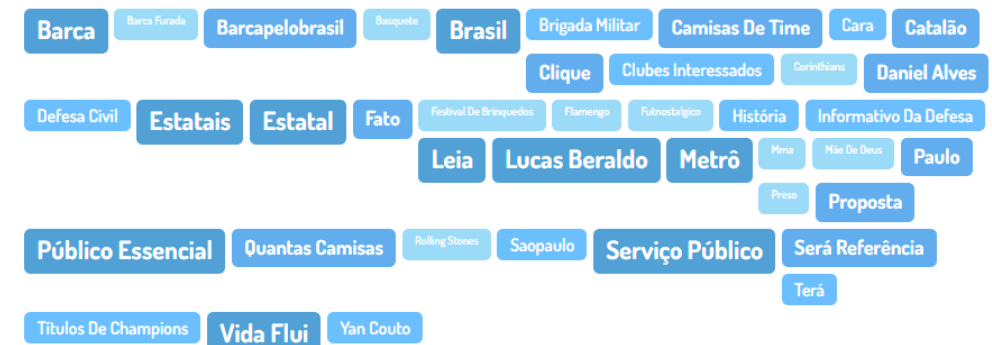 Barca Barca Furada Barcapelobrasil Basquete Brasil Brigada Militar Camisas De Time Cara Catalão
Clique Clubes Interessados Corinthians Daniel Alves
Defesa Civil Estatais Estatal Fato Festival De Brinquedos Flamengo Futnostalgico História Informativo Da Defesa
Leia Lucas Beraldo Metrô Mma Mãe De Deus Paulo
Preso Proposta
Público Essencial Quantas Camisas Rolling Stones Saopaulo Serviço Público Será Referência
Terá
Títulos De Champions Vida Flui Yan Couto